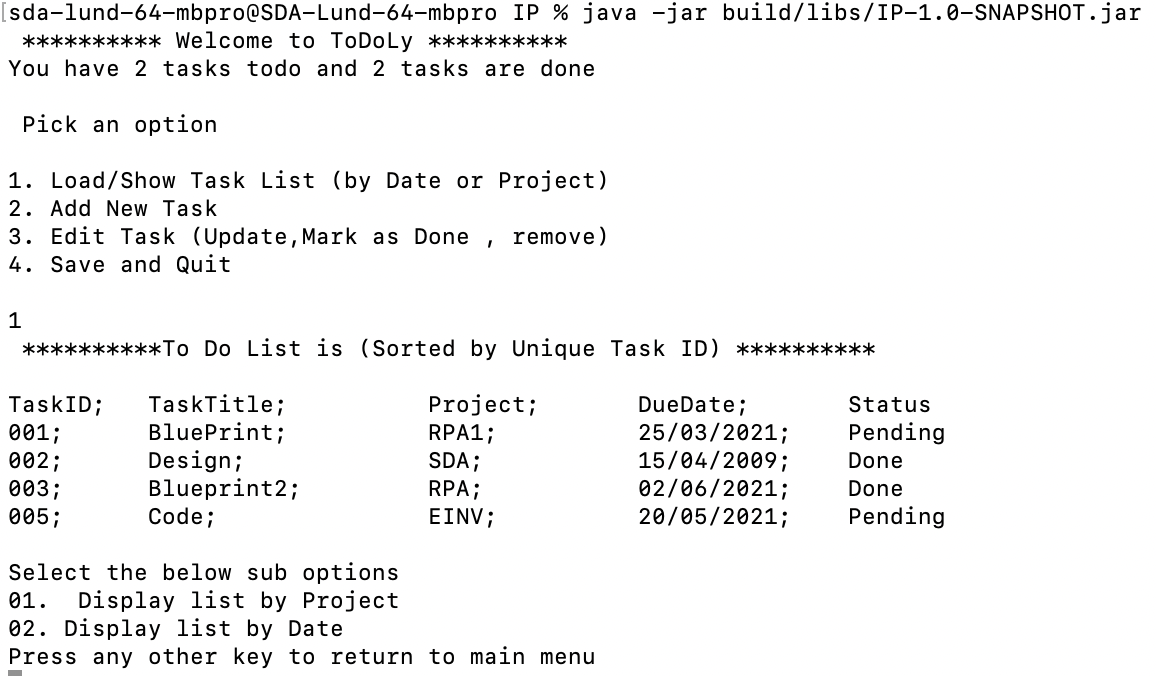 [sda-lund-64-mbpro@SDA-Lund-64-mbpro IP % java -jar build/libs/IP-1.0-SNAPSHOT.jar
 ********** Welcome to ToDoLy **********
You have 2 tasks todo and 2 tasks are done

 Pick an option

1. Load/Show Task List (by Date or Project)
2. Add New Task
3. Edit Task (Update,Mark as Done , remove)
4. Save and Quit

1
 **********To Do List is (Sorted by Unique Task ID) **********

TaskID;   TaskTitle;          Project;       DueDate;       Status
001;      BluePrint;          RPA1;          25/03/2021;    Pending
002;      Design;             SDA;           15/04/2009;    Done
003;      Blueprint2;         RPA;           02/06/2021;    Done
005;      Code;               EINV;          20/05/2021;    Pending

Select the below sub options
01.  Display list by Project
02. Display list by Date
Press any other key to return to main menu